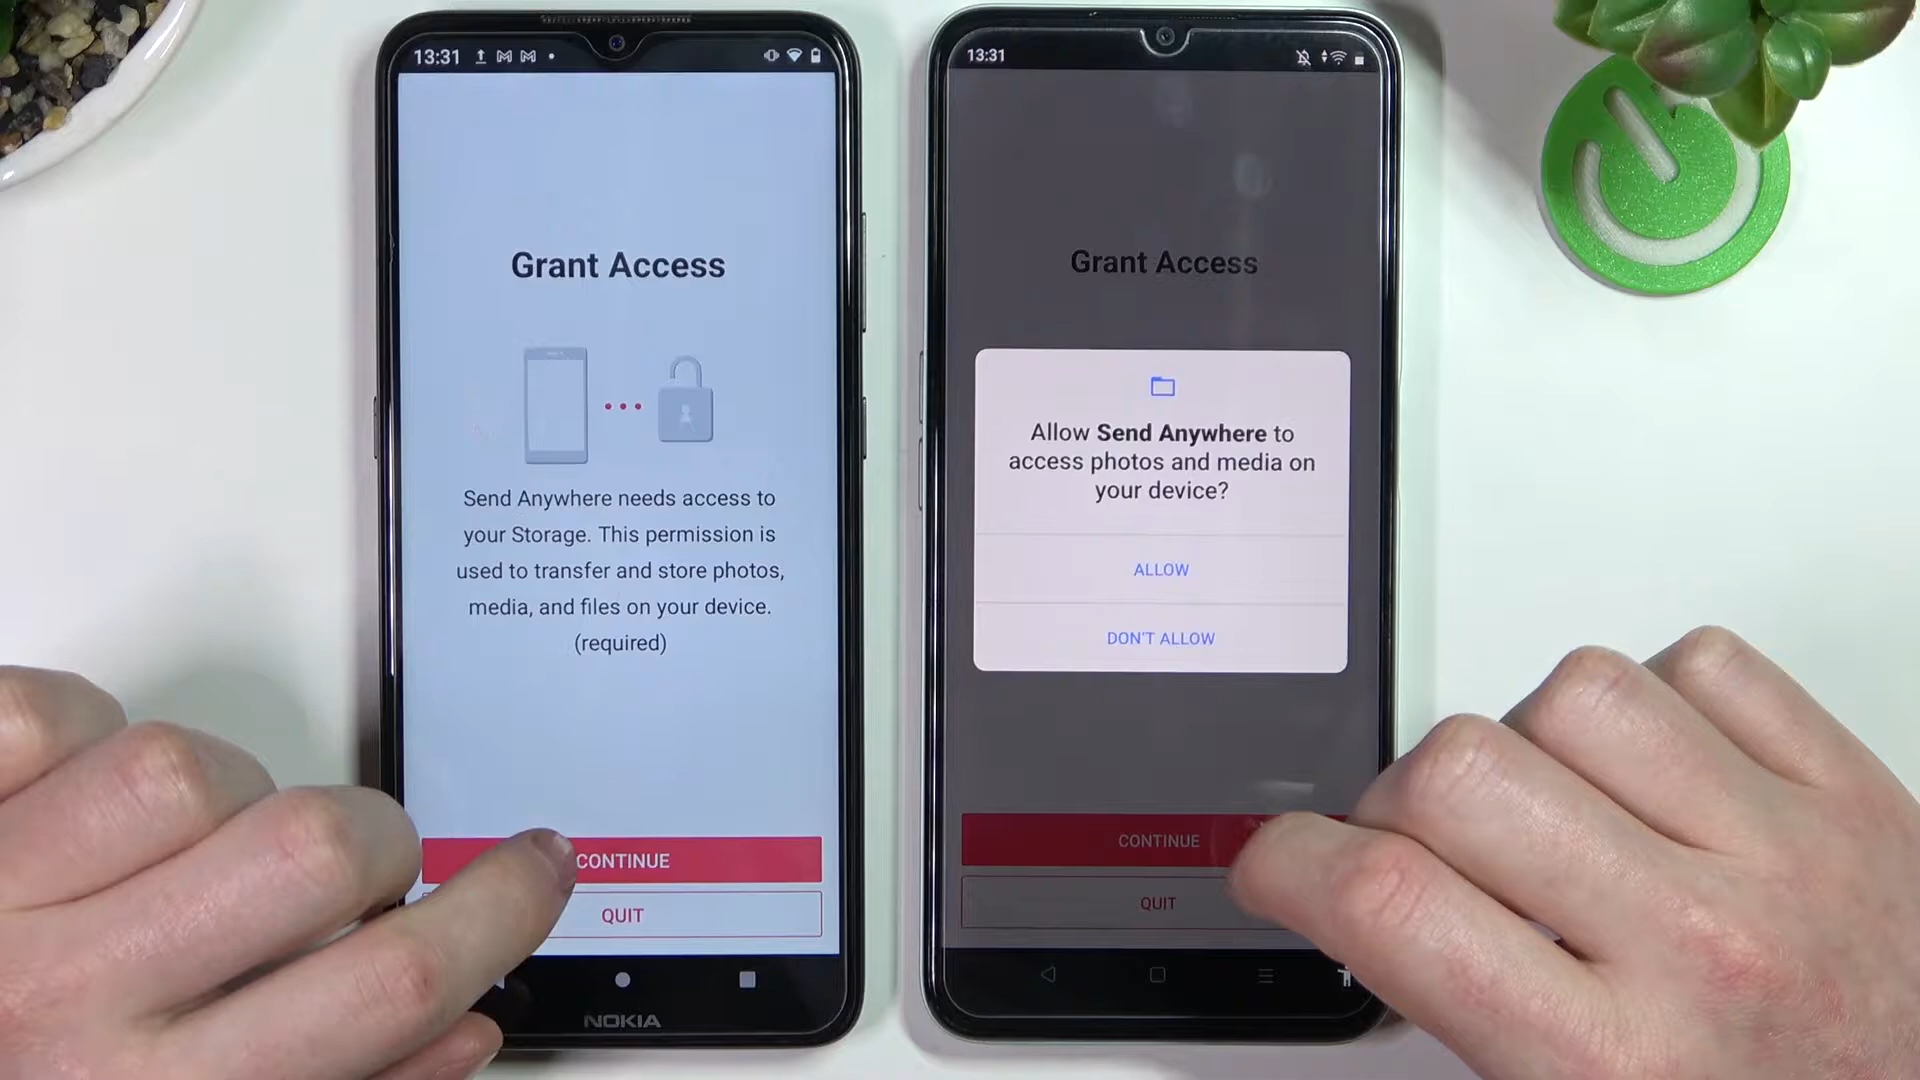 13:31
Grant Access
Send Anywhere needs access to
your Storage. This permission is
used to transfer and store photos,
media, and files on your device.
(required)
CONTINUE
QUIT
NOKIA
13:31
Grant Access
Allow Send Anywhere to
access photos and media on
your device?
ALLOW
DON'T ALLOW
CONTINUE
QUIT